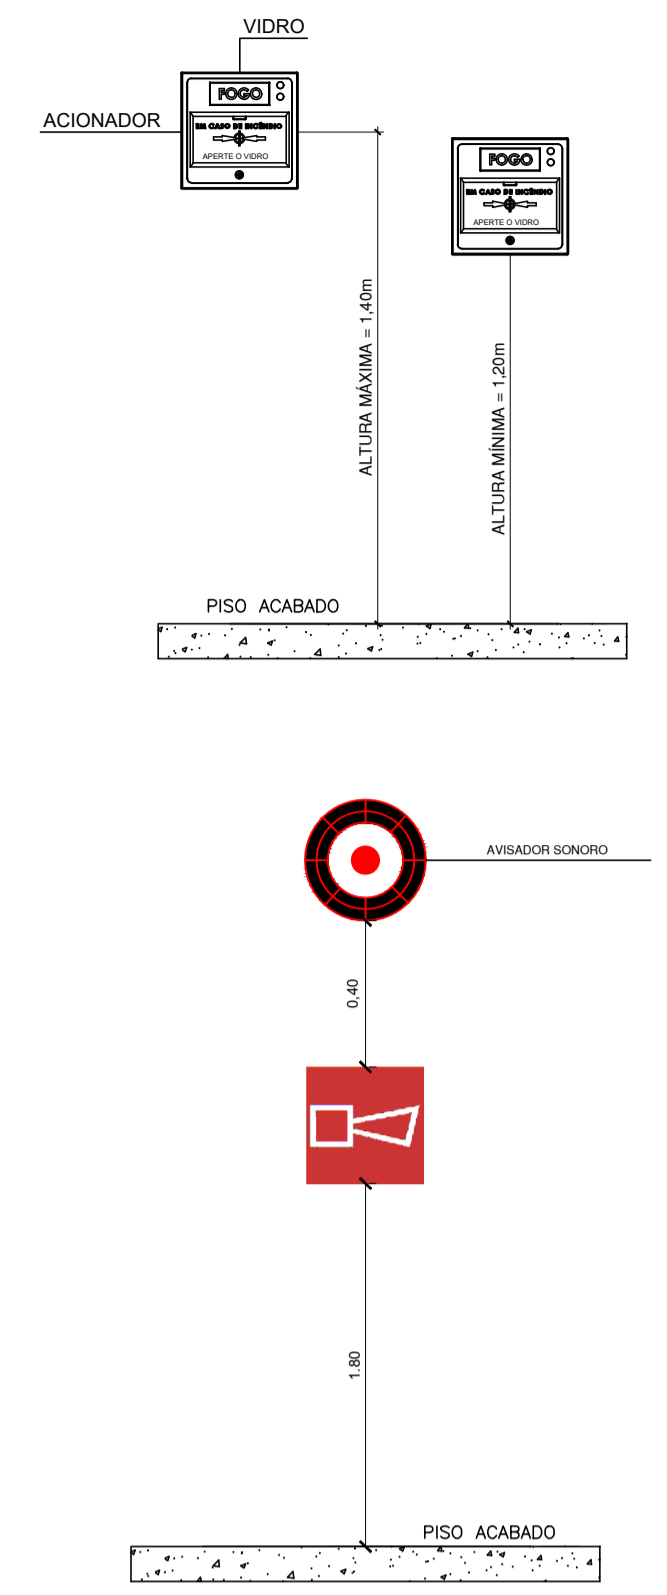 VIDRO
FOGO
ACIONADOR
EM CASO DE INCÊNDIO
APERTE O VIDRO
FOGO
EM CASO DE INCÊNDIO
APERTE O VIDRO
ALTURA MÁXIMA = 1,40m
ALTURA MÍNIMA = 1,20m
PISO ACABADO
AVISADOR SONORO
0,40
1.80
PISO ACABADO